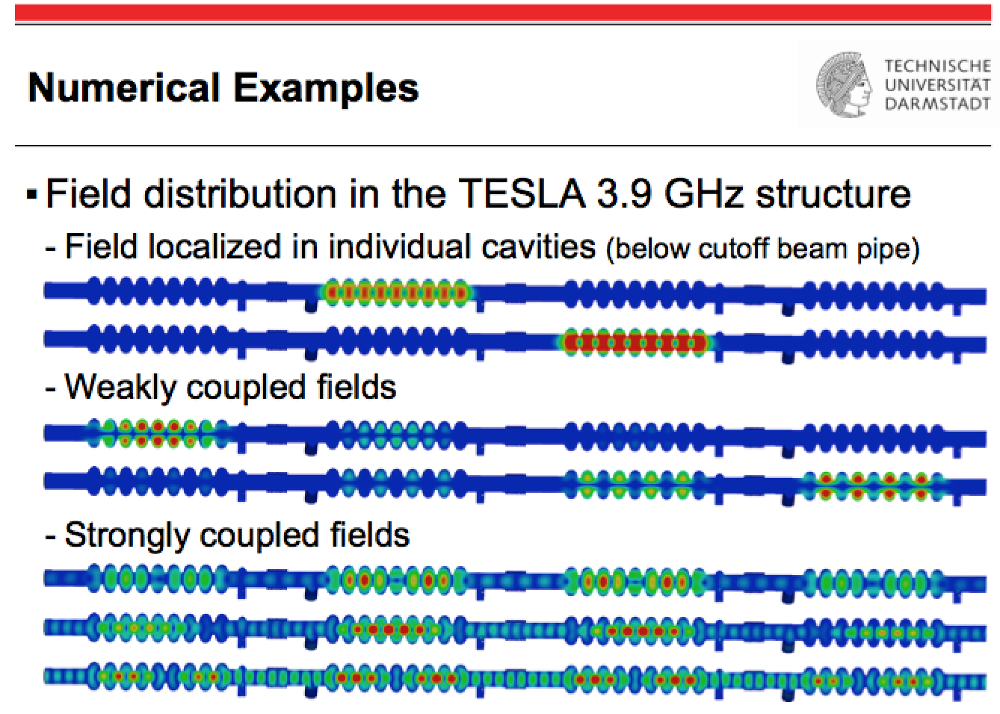 Numerical Examples
TECHNISCHE
UNIVERSITÄT
DARMSTADT
▪ Field distribution in the TESLA 3.9 GHz structure
- Field localized in individual cavities (below cutoff beam pipe)
- Weakly coupled fields
- Strongly coupled fields